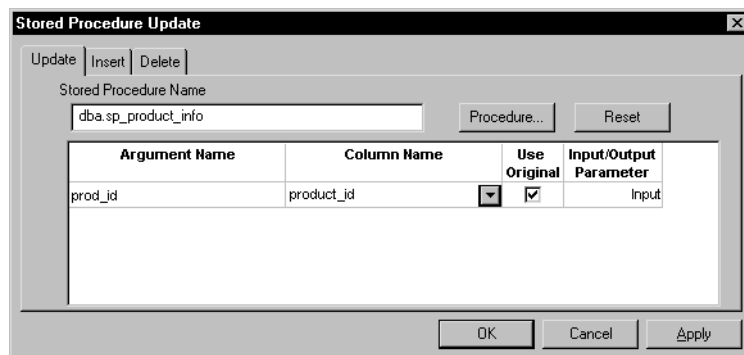 Stored Procedure Update
Update Insert Delete
Stored Procedure Name
dba.sp_product_info Procedure... Reset
Argument Name Column Name Use Original Input/Output Parameter
prod_id product_id Input
OK Cancel Apply